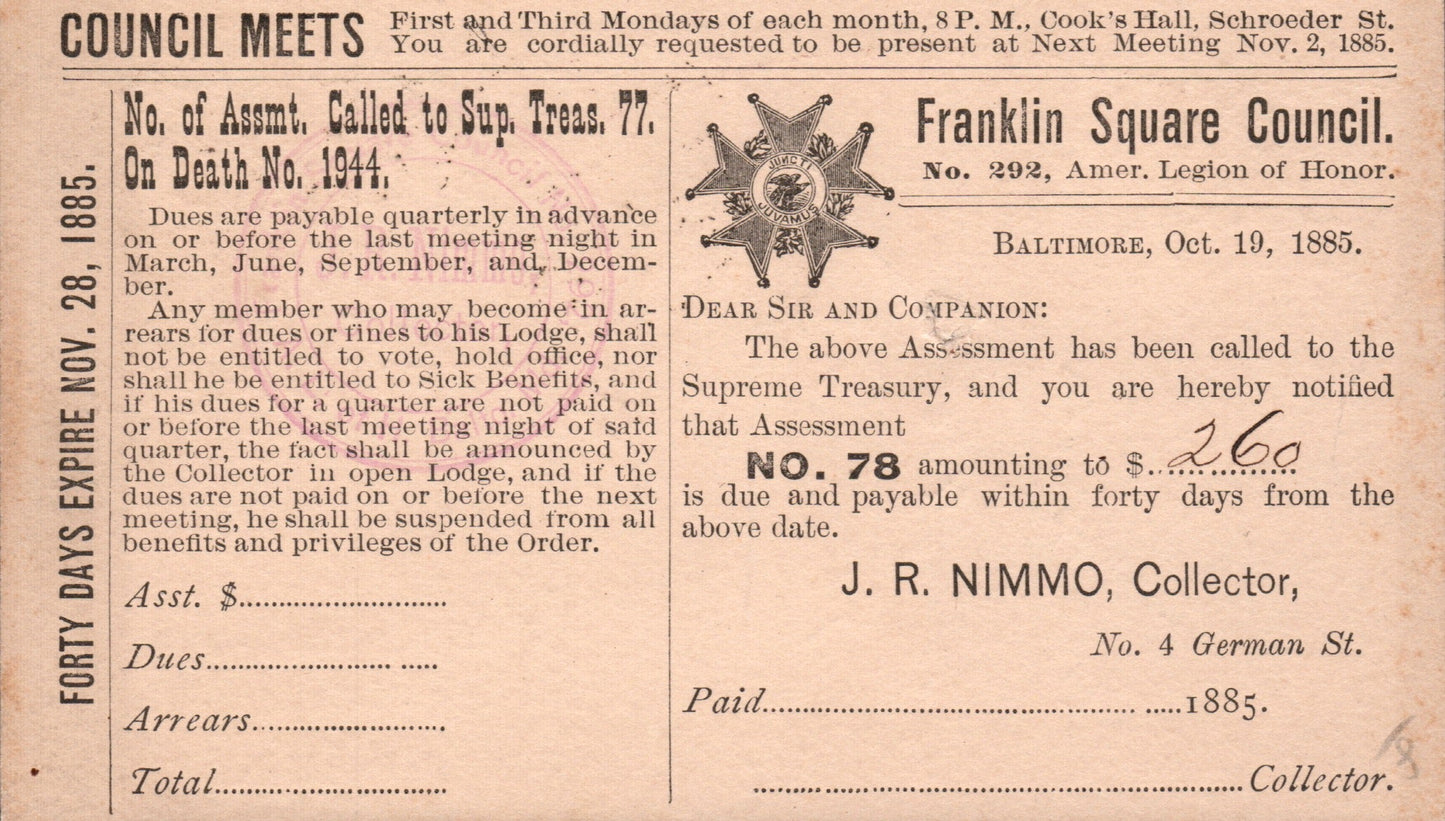 COUNCIL MEETS First and Third Mondays of each month, 8 P. M., Cook's Hall, Schroeder St.
You are cordially requested to be present at Next Meeting Nov. 2, 1885.
FORTY DAYS EXPIRE NOV. 28, 1885.
No. of Assmt. Called to Sup. Treas. 77.
On Death No. 1944.
Dues are payable quarterly in advance
on or before the last meeting night in
March, June, September, and, Decem-
ber.
Any member who may become in ar-
rears for dues or fines to his Lodge, shall
not be entitled to vote, hold office, nor
shall he be entitled to Sick Benefits, and
if his dues for a quarter are not paid on
or before the last meeting night of said
quarter, the fact shall be announced by
the Collector in open Lodge, and if the
dues are not paid on or before the next
meeting, he shall be suspended from all
benefits and privileges of the Order.
Asst. $
Dues
Arrears
Total
JUNCTI
JUVAMUS
Franklin Square Council.
No. 292, Amer. Legion of Honor.
BALTIMORE, Oct. 19, 1885.
DEAR SIR AND COMPANION:
The above Assessment has been called to the
Supreme Treasury, and you are hereby notified
that Assessment
NO. 78 amounting to $ 260
is due and payable within forty days from the
above date.
J. R. NIMMO, Collector,
No. 4 German St.
Paid 1885.
Collector.